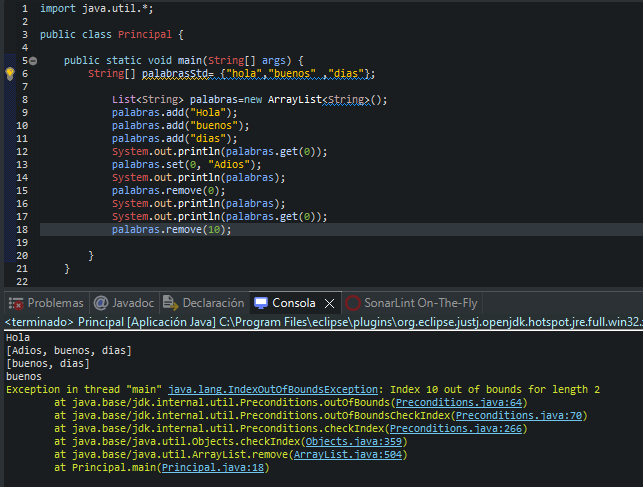 1 import java.util.*;
2
3 public class Principal {
4
5 public static void main(String[] args) {
6 String[] palabrasStd= {"hola","buenos" ,"dias"};
7
8 List<String> palabras=new ArrayList<String>();
9 palabras.add("Hola");
10 palabras.add("buenos");
11 palabras.add("dias");
12 System.out.println(palabras.get(0));
13 palabras.set(0, "Adios");
14 System.out.println(palabras);
15 palabras.remove(0);
16 System.out.println(palabras);
17 System.out.println(palabras.get(0));
18 palabras.remove(10);
19
20 }
21 }
22
Problemas @ Javadoc Declaración Consola SonarLint On-The-Fly
<terminado> Principal [Aplicación Java] C:\Program Files\eclipse\plugins\org.eclipse.justj.openjdk.hotspot.jre.full.win32.
Hola
[Adios, buenos, dias]
[buenos, dias]
buenos
Exception in thread "main" java.lang.IndexOutOfBoundsException: Index 10 out of bounds for length 2
at java.base/jdk.internal.util.Preconditions.outOfBounds(Preconditions.java:64)
at java.base/jdk.internal.util.Preconditions.outOfBoundsCheckIndex(Preconditions.java:70)
at java.base/jdk.internal.util.Preconditions.checkIndex(Preconditions.java:266)
at java.base/java.util.Objects.checkIndex(Objects.java:359)
at java.base/java.util.ArrayList.remove(ArrayList.java:504)
at Principal.main(Principal.java:18)